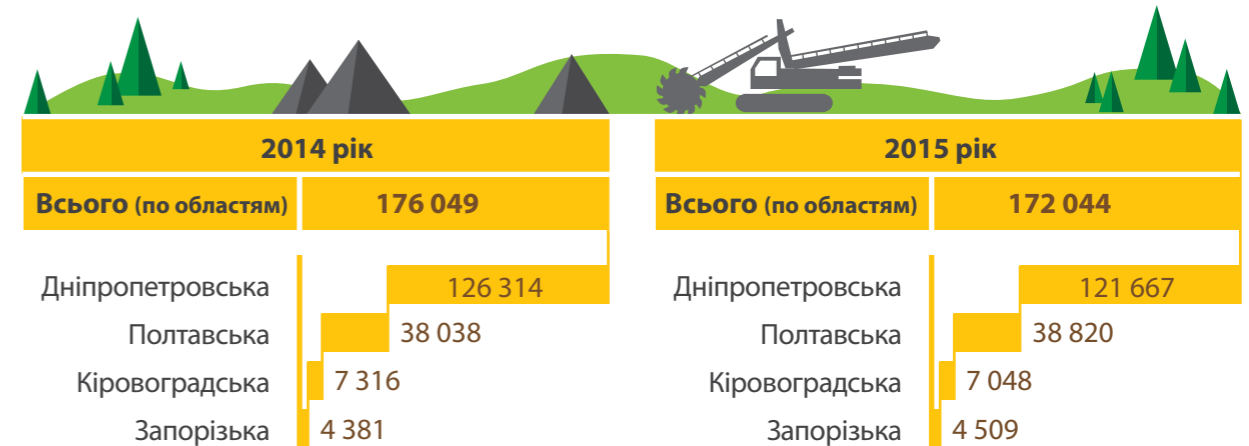 2014 рік
Всього (по областям) 176 049
Дніпропетровська 126 314
Полтавська 38 038
Кіровоградська 7 316
Запорізька 4 381
2015 рік
Всього (по областям) 172 044
Дніпропетровська 121 667
Полтавська 38 820
Кіровоградська 7 048
Запорізька 4 509